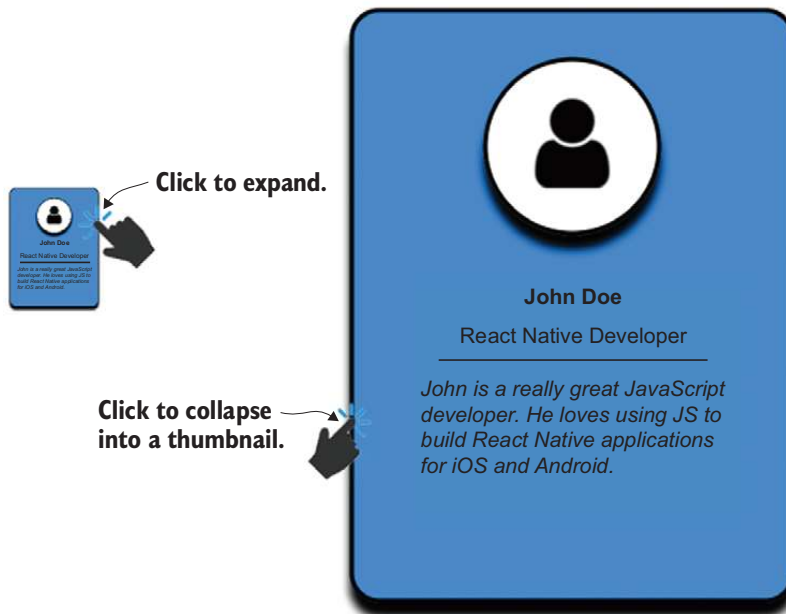 Click to expand.
John Doe
React Native Developer
John is a really great JavaScript
developer. He loves using JS to
build React Native applications
for iOS and Android.
John Doe
React Native Developer
John is a really great JavaScript
developer. He loves using JS to
build React Native applications
for iOS and Android.
Click to collapse
into a thumbnail.